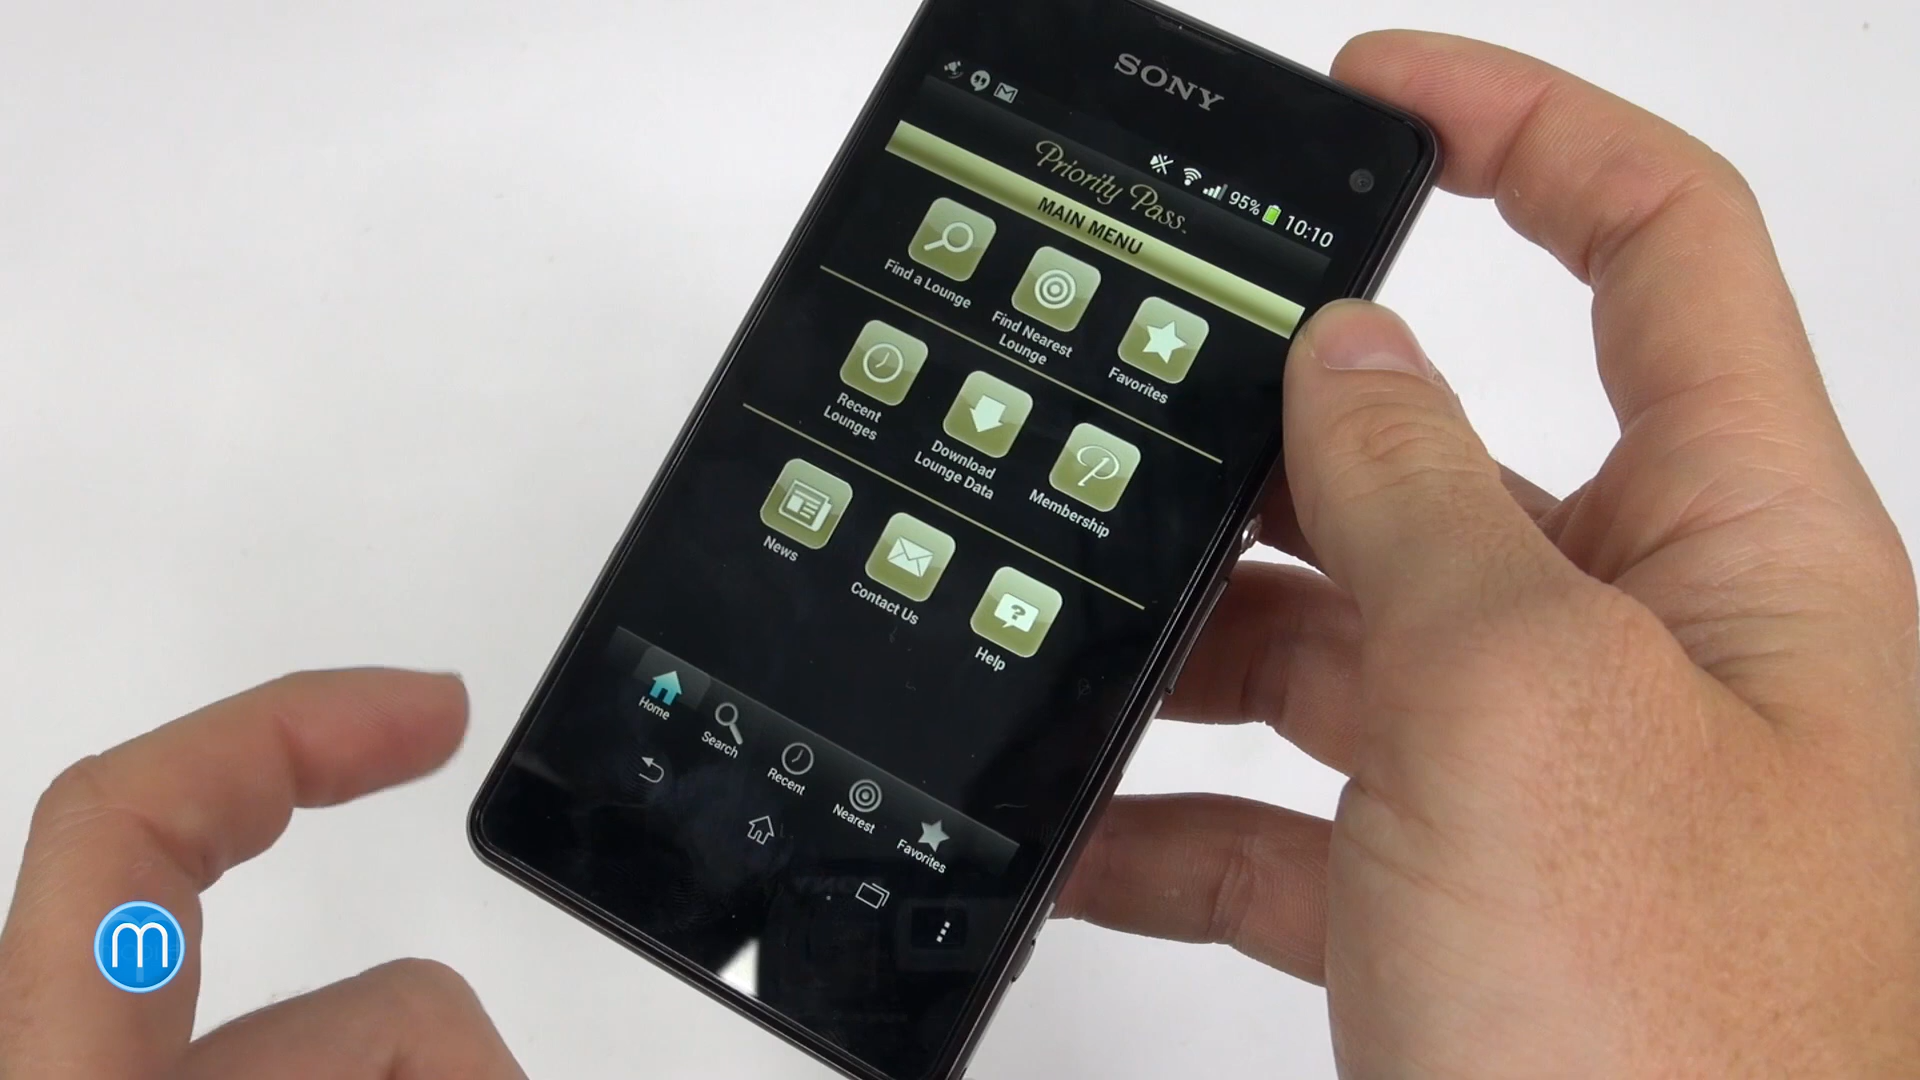 SONY
95% 10:10
Priority Pass.
MAIN MENU
Find a Lounge
Find Nearest
Lounge
Favorites
Recent
Lounges
Download
Lounge Data
Membership
News
Contact Us
Help
Home
Search
Recent
Nearest
Favorites
m